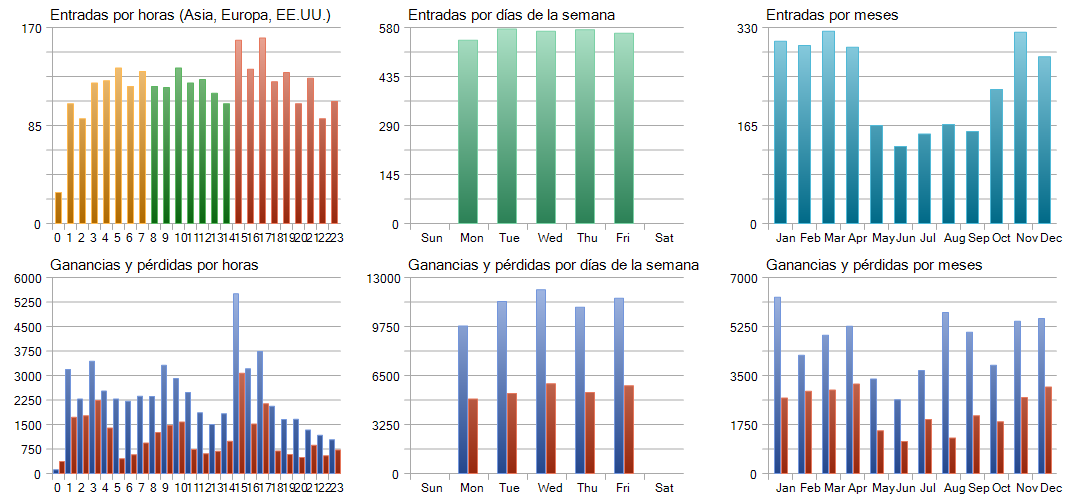 Entradas por horas (Asia, Europa, EE.UU.)
170
85
0
0 1 2 3 4 5 6 7 8 9 10 11 12 13 14 15 16 17 18 19 20 21 22 23
Entradas por días de la semana
580
435
290
145
0
Sun Mon Tue Wed Thu Fri Sat
Entradas por meses
330
165
0
Jan Feb Mar Apr May Jun Jul Aug Sep Oct Nov Dec
Ganancias y pérdidas por horas
6000
5250
4500
3750
3000
2250
1500
750
0
0 1 2 3 4 5 6 7 8 9 10 11 12 13 14 15 16 17 18 19 20 21 22 23
Ganancias y pérdidas por días de la semana
13000
9750
6500
3250
0
Sun Mon Tue Wed Thu Fri Sat
Ganancias y pérdidas por meses
7000
5250
3500
1750
0
Jan Feb Mar Apr May Jun Jul Aug Sep Oct Nov Dec